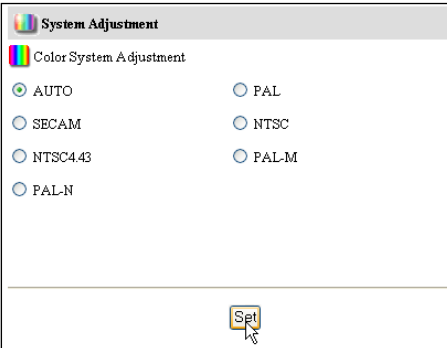 System Adjustment
Color System Adjustment
AUTO PAL
SECAM NTSC
NTSC4.43 PAL-M
PAL-N
Set